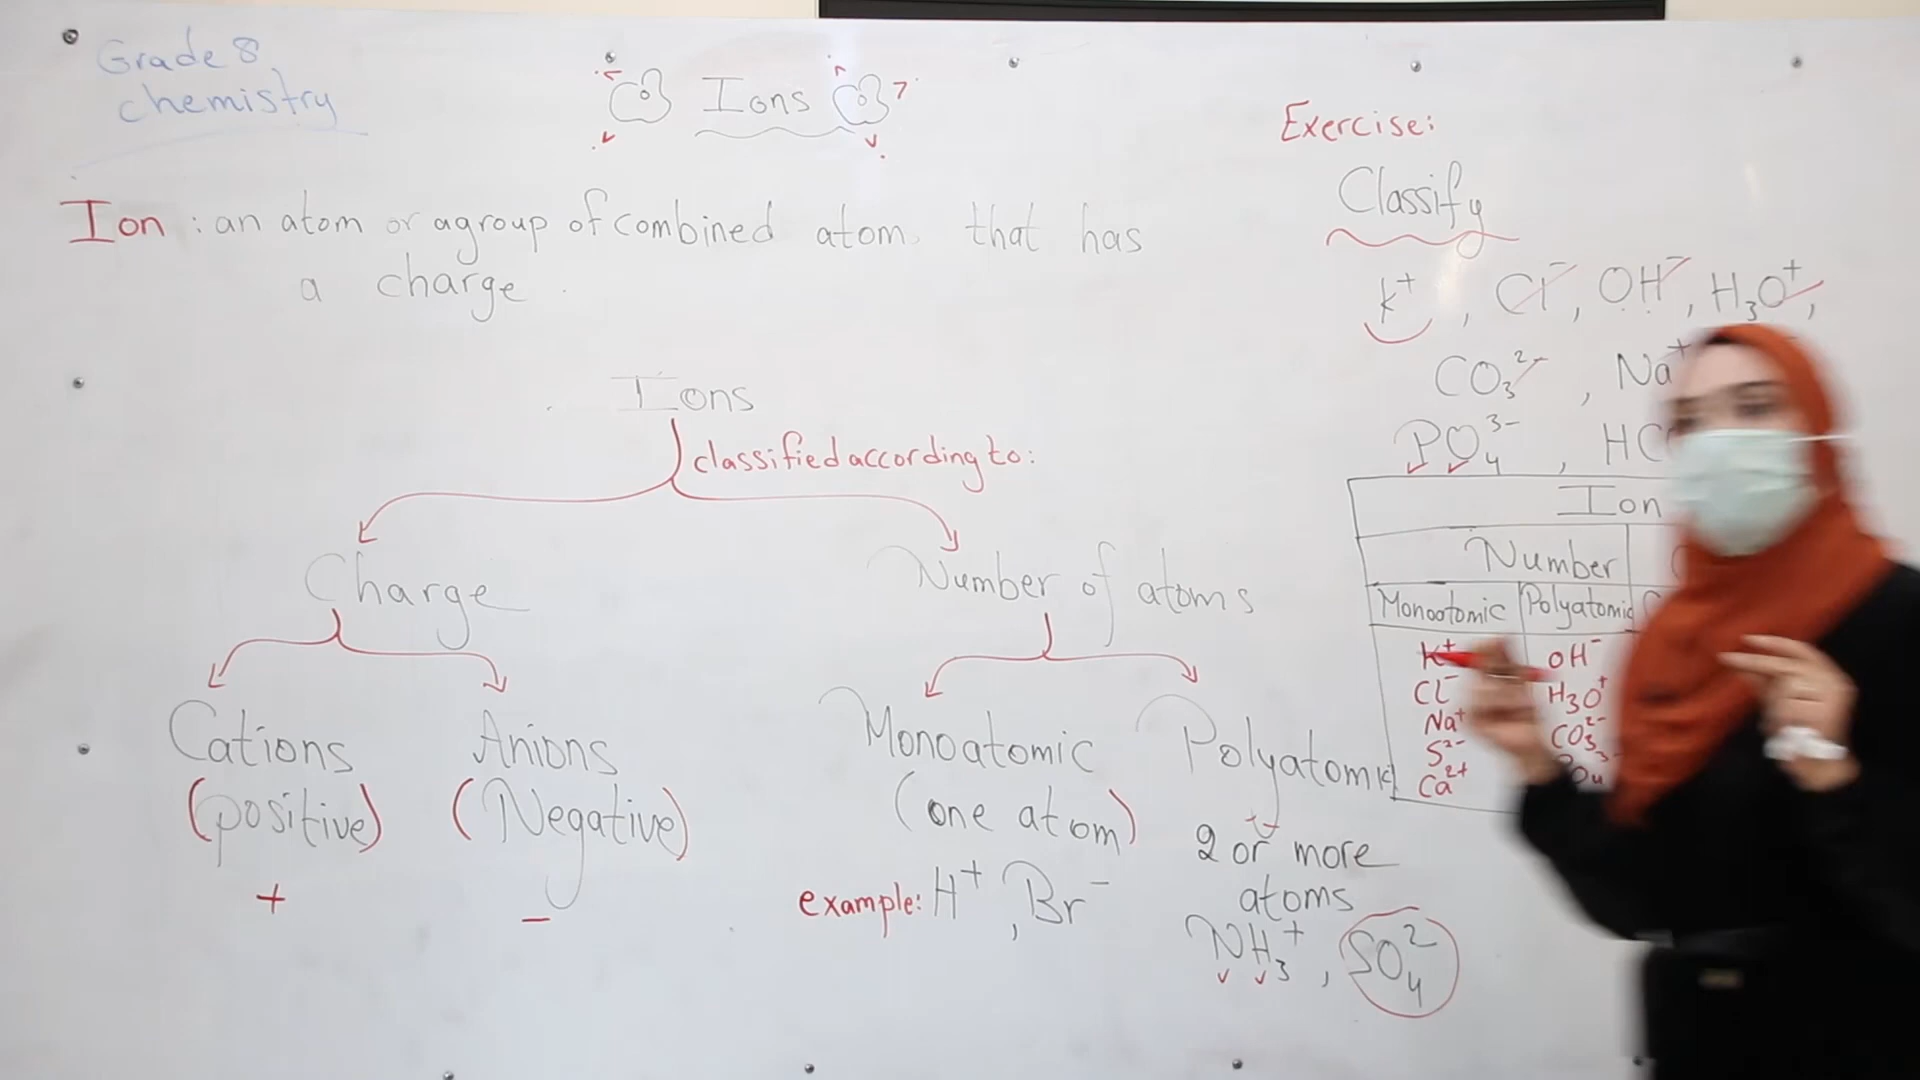 Grade 8
chemistry
Ions
Ion : an atom or a group of combined atom that has
a charge
Ions
classified according to:
Charge
Number of atoms
Cations
(positive)
+
Anions
(Negative)
−
Monoatomic
(one atom)
example: H⁺, Br⁻
Polyatomic
2 or more
atoms
NH₃⁺, SO₄²
Exercise:
Classify
K⁺, Cl⁻, OH⁻, H₃O⁺,
CO₃²⁻, Na⁺
PO₄³⁻,
Ion
Number
Monoatomic Polyatomic
K⁺ OH⁻
Cl⁻ H₃O⁺
Na⁺ CO₃²⁻
S²⁻
Ca²⁺